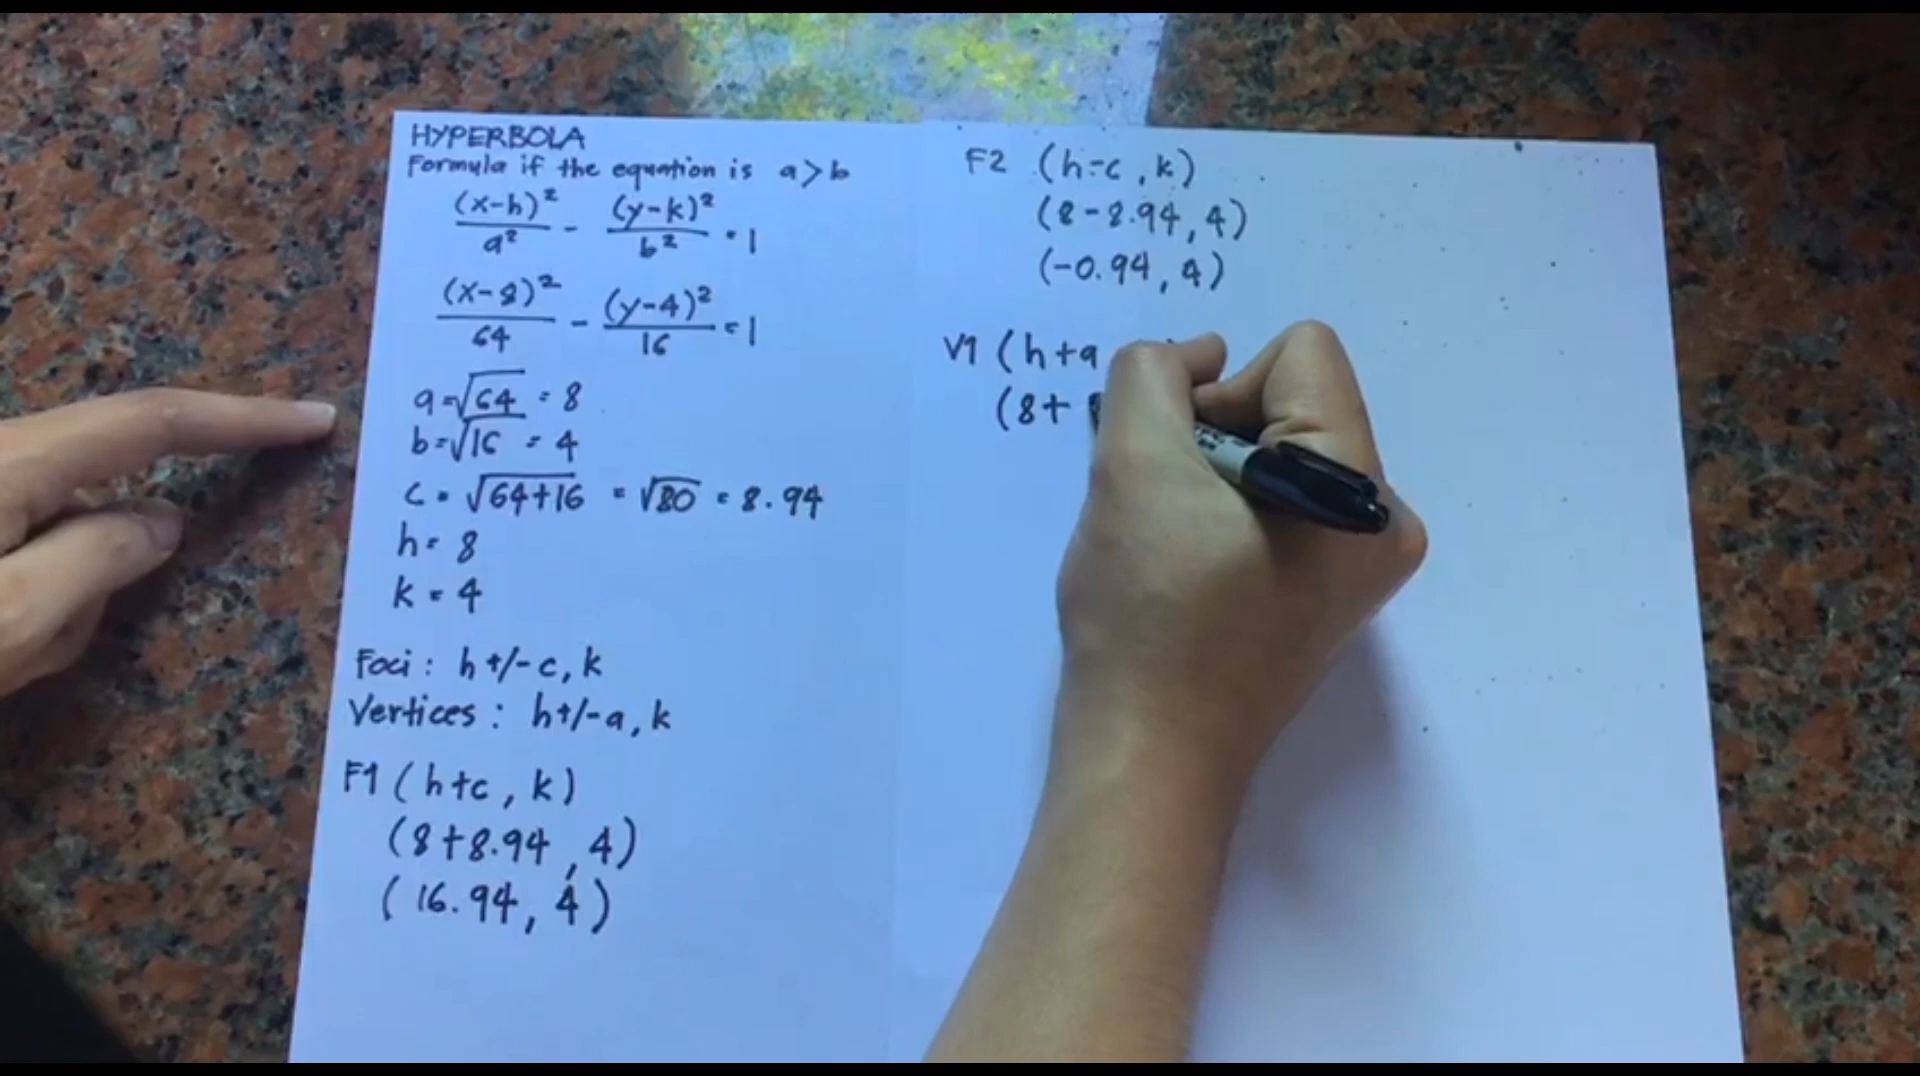 HYPERBOLA
Formula if the equation is a>b
(x-h)²/a² - (y-k)²/b² = 1
(x-8)²/64 - (y-4)²/16 = 1
a=√64 = 8
b=√16 = 4
c = √64+16 = √80 = 8.94
h = 8
k = 4
Foci : h+/-c, k
Vertices : h+/-a, k
F1 (h+c, k)
(8+8.94, 4)
(16.94, 4)
F2 (h-c, k)
(8-8.94, 4)
(-0.94, 4)
V1 (h+a
(8+